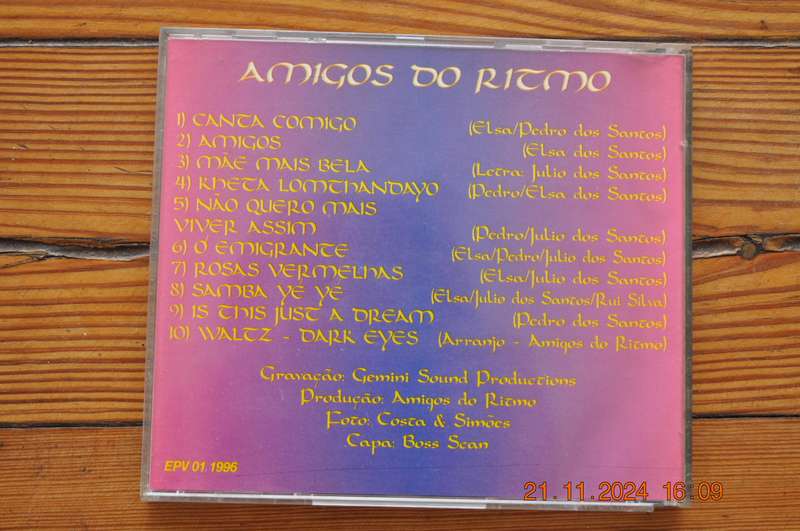 AMIGOS DO RITMO
1) CANTA COMIGO (Elsa/Pedro dos Santos)
2) AMIGOS (Elsa dos Santos)
3) MÃE MAIS BELA (Letra: Julio dos Santos)
4) KHETA LOMTHANDAYO (Pedro/Elsa dos Santos)
5) NÃO QUERO MAIS
VIVER ASSIM (Pedro/Julio dos Santos)
6) O EMIGRANTE (Elsa/Pedro/Julio dos Santos)
7) ROSAS VERMELHAS (Elsa/Julio dos Santos)
8) SAMBA YÉ YÉ (Elsa/Julio dos Santos/Rui Silva)
9) IS THIS JUST A DREAM (Pedro dos Santos)
10) WALTZ - DARK EYES (Arranjo - Amigos do Ritmo)
Gravação: Gemini Sound Productions
Produção: Amigos do Ritmo
Foto: Costa & Simões
Capa: Boss Scan
EPV 01 1996
21.11.2024 16:09